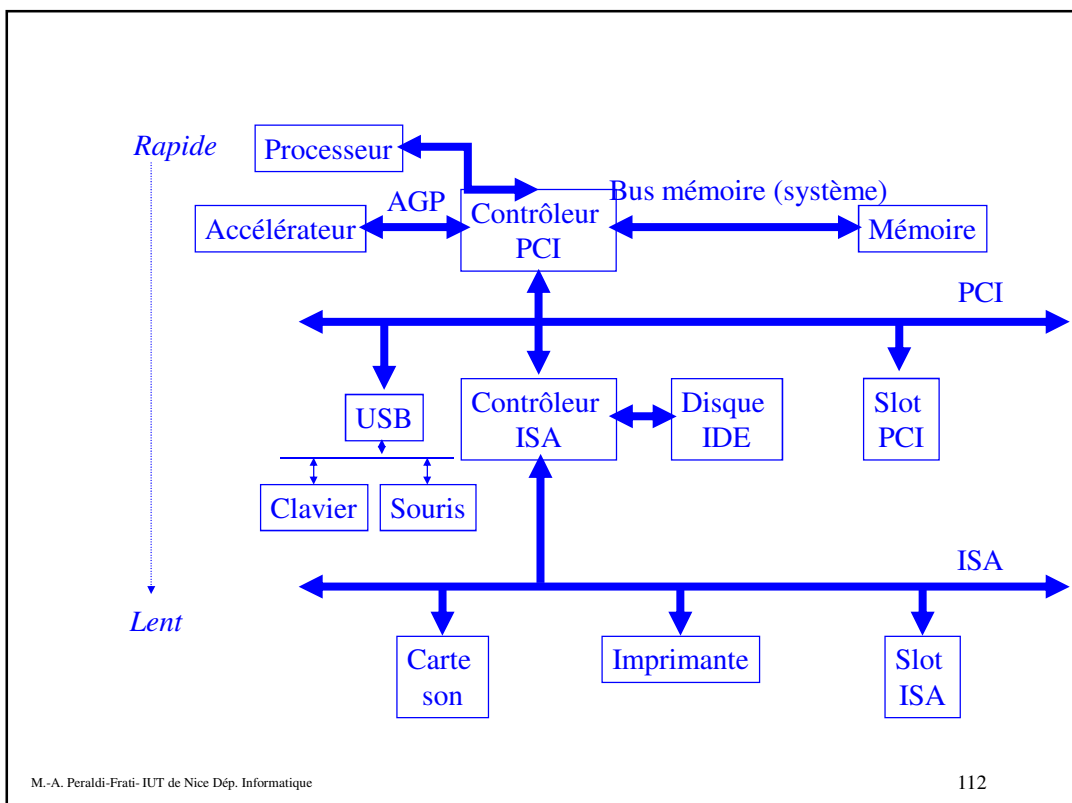 Rapide
Processeur
AGP
Bus mémoire (système)
Accélérateur
Contrôleur
PCI
Mémoire
PCI
USB
Contrôleur
ISA
Disque
IDE
Slot
PCI
Clavier
Souris
ISA
Lent
Carte
son
Imprimante
Slot
ISA
M.-A. Peraldi-Frati- IUT de Nice Dép. Informatique
112